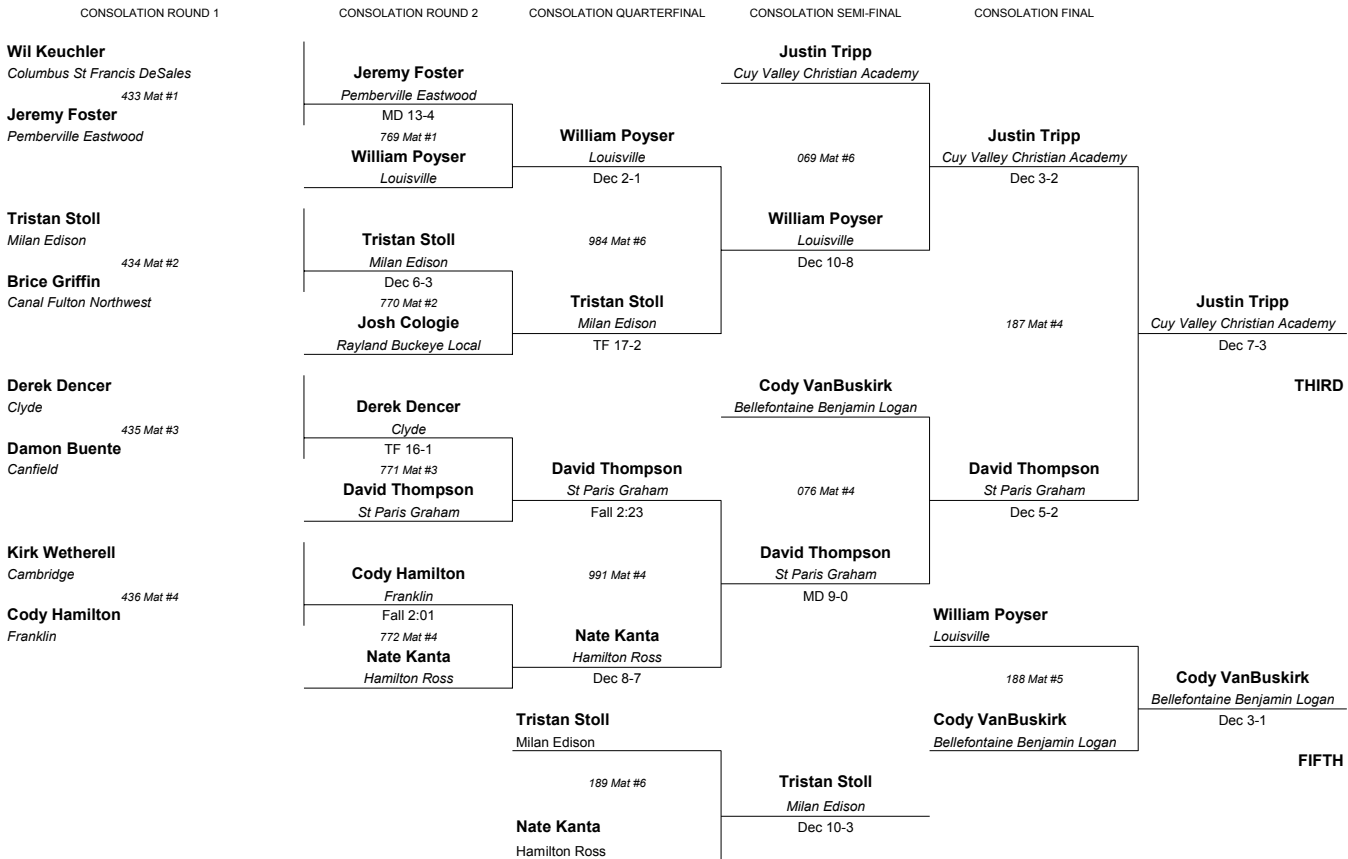 CONSOLATION ROUND 1
CONSOLATION ROUND 2
CONSOLATION QUARTERFINAL
CONSOLATION SEMI-FINAL
CONSOLATION FINAL
Wil Keuchler
Columbus St Francis DeSales
433 Mat #1
Jeremy Foster
Pemberville Eastwood
Tristan Stoll
Milan Edison
434 Mat #2
Brice Griffin
Canal Fulton Northwest
Derek Dencer
Clyde
435 Mat #3
Damon Buente
Canfield
Kirk Wetherell
Cambridge
436 Mat #4
Cody Hamilton
Franklin
Jeremy Foster
Pemberville Eastwood
MD 13-4
769 Mat #1
William Poyser
Louisville
Tristan Stoll
Milan Edison
Dec 6-3
770 Mat #2
Josh Cologie
Rayland Buckeye Local
Derek Dencer
Clyde
TF 16-1
771 Mat #3
David Thompson
St Paris Graham
Cody Hamilton
Franklin
Fall 2:01
772 Mat #4
Nate Kanta
Hamilton Ross
William Poyser
Louisville
Dec 2-1
984 Mat #6
Tristan Stoll
Milan Edison
TF 17-2
David Thompson
St Paris Graham
Fall 2:23
991 Mat #4
Nate Kanta
Hamilton Ross
Dec 8-7
Tristan Stoll
Milan Edison
189 Mat #6
Nate Kanta
Hamilton Ross
Justin Tripp
Cuy Valley Christian Academy
069 Mat #6
William Poyser
Louisville
Dec 10-8
Cody VanBuskirk
Bellefontaine Benjamin Logan
076 Mat #4
David Thompson
St Paris Graham
MD 9-0
Tristan Stoll
Milan Edison
Dec 10-3
Justin Tripp
Cuy Valley Christian Academy
Dec 3-2
187 Mat #4
David Thompson
St Paris Graham
Dec 5-2
William Poyser
Louisville
188 Mat #5
Cody VanBuskirk
Bellefontaine Benjamin Logan
Justin Tripp
Cuy Valley Christian Academy
Dec 7-3
THIRD
Cody VanBuskirk
Bellefontaine Benjamin Logan
Dec 3-1
FIFTH